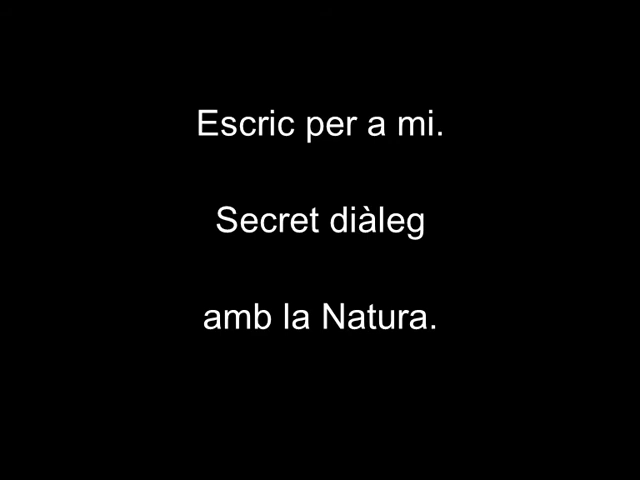 Escric per a mi.
Secret diàleg
amb la Natura.